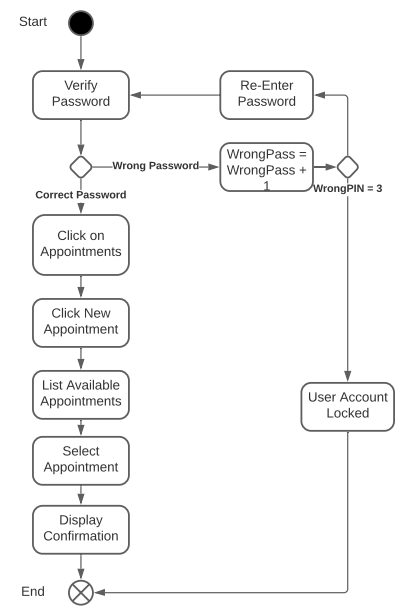 Start
Verify
Password
Re-Enter
Password
Wrong Password
WrongPass =
WrongPass +
1
WrongPIN = 3
Correct Password
Click on
Appointments
Click New
Appointment
List Available
Appointments
User Account
Locked
Select
Appointment
Display
Confirmation
End